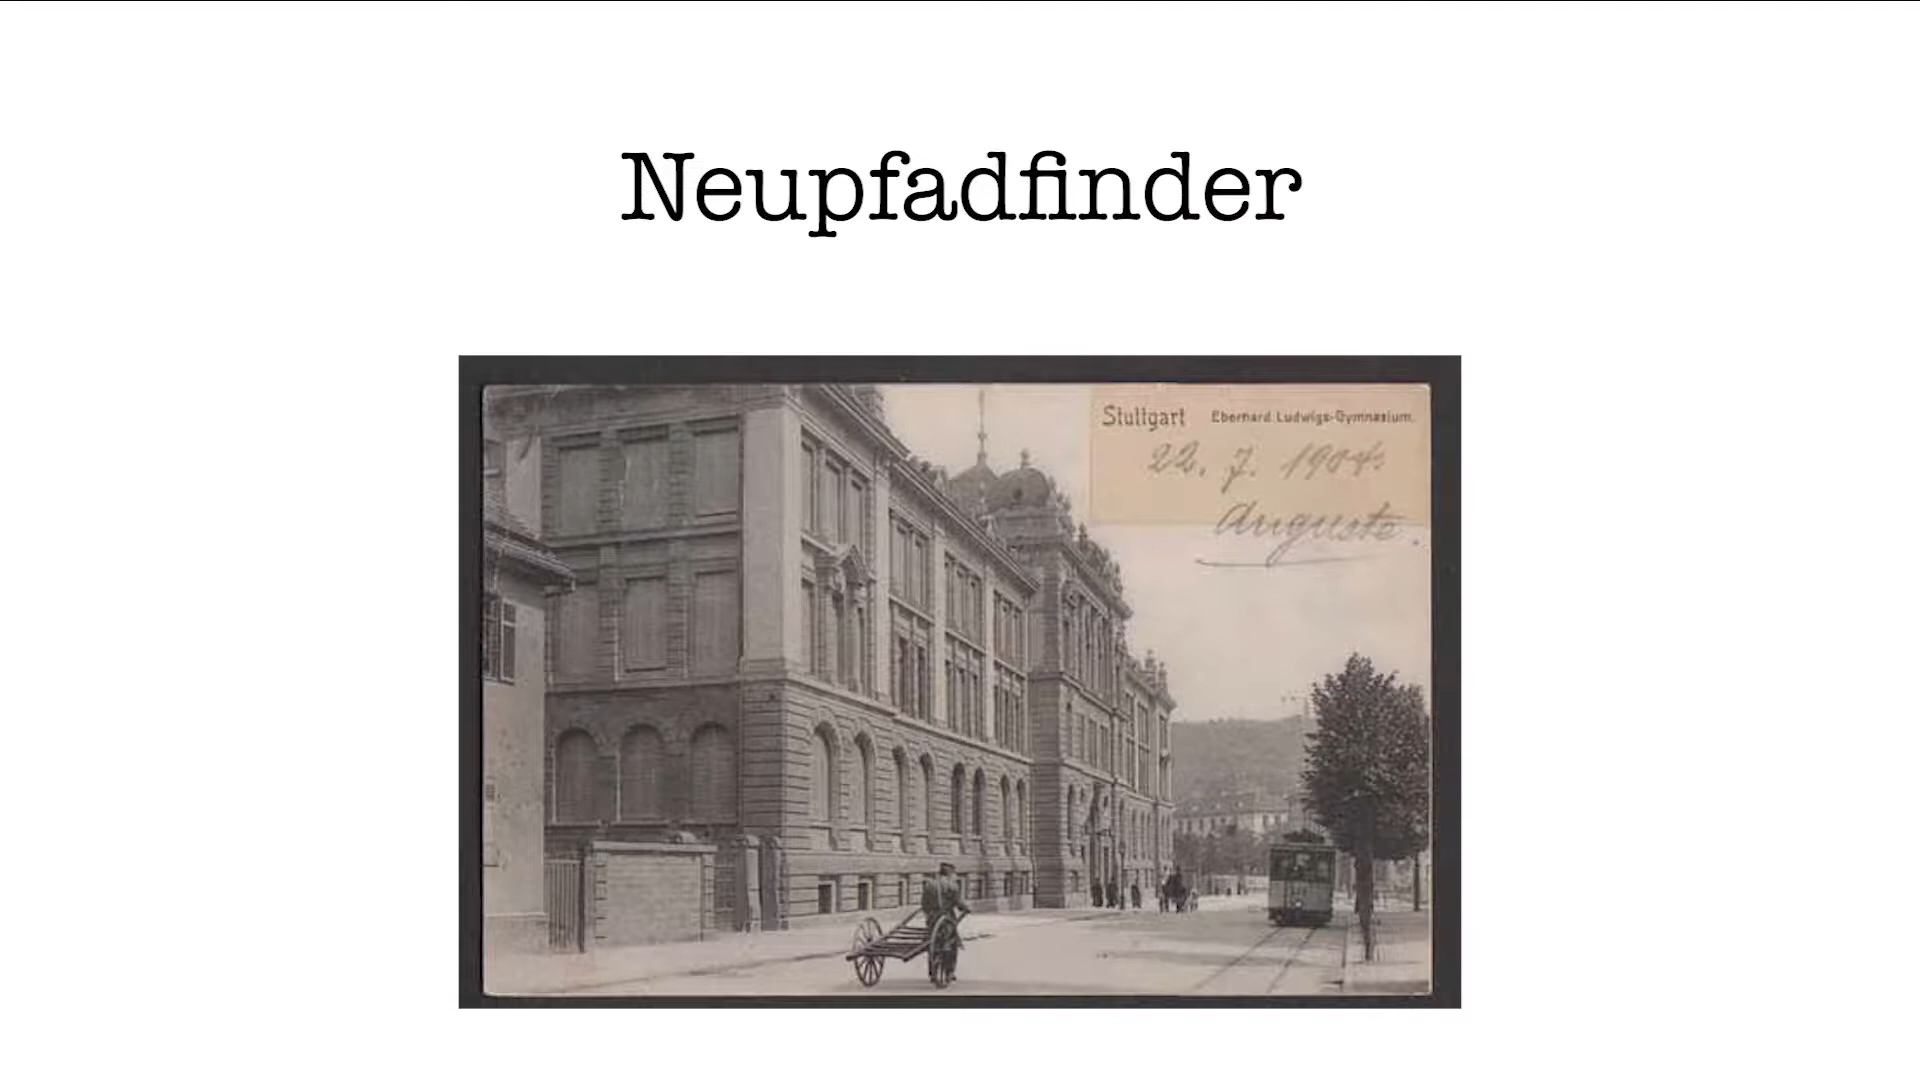 Neupfadfinder
Stuttgart Eberhard Ludwigs-Gymnasium.
22. 7. 1904
Auguste.